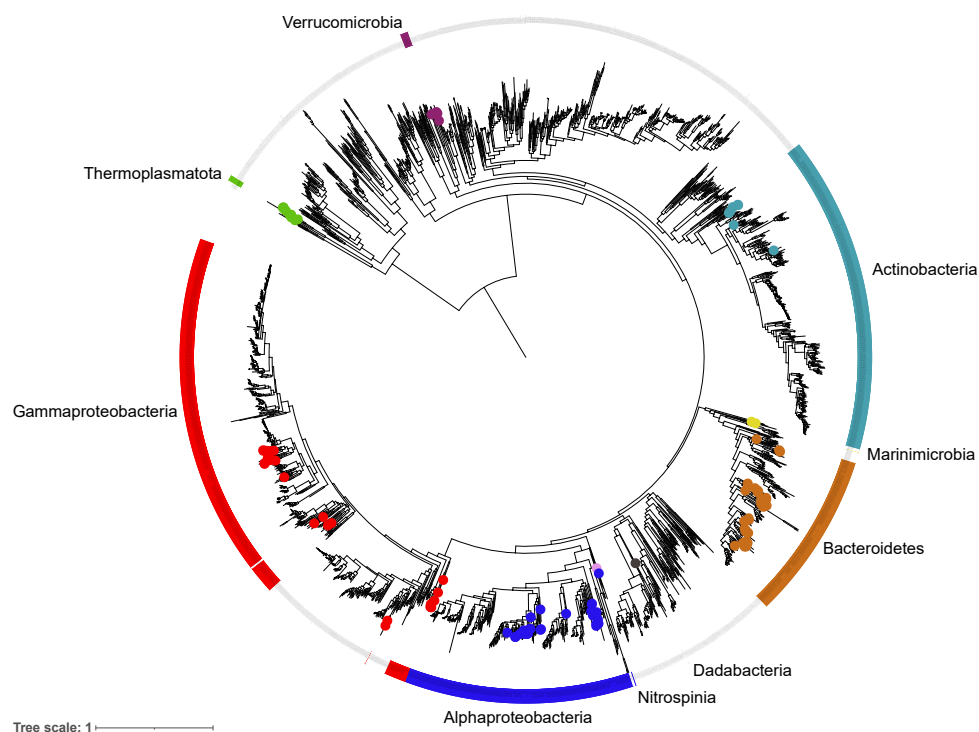 Verrucomicrobia
Thermoplasmatota
Actinobacteria
Gammaproteobacteria
Marinimicrobia
Bacteroidetes
Dadabacteria
Nitrospinia
Alphaproteobacteria
Tree scale: 1